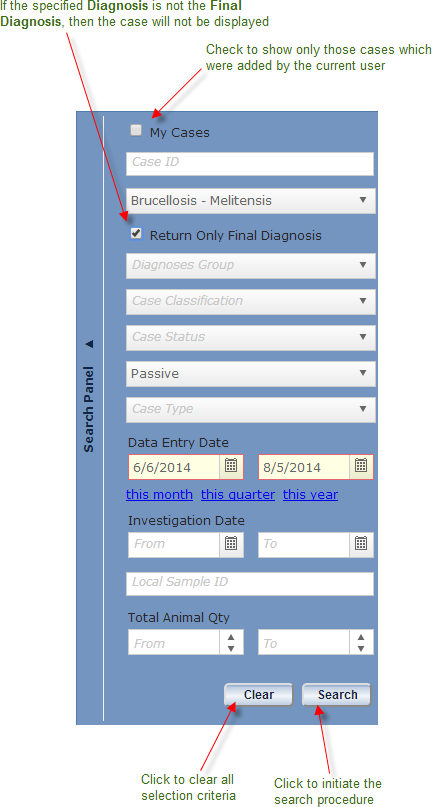 If the specified Diagnosis is not the Final
Diagnosis, then the case will not be displayed
Check to show only those cases which
were added by the current user
My Cases
Case ID
Brucellosis - Melitensis
Return Only Final Diagnosis
Diagnoses Group
Case Classification
Case Status
Search Panel
Passive
Case Type
Data Entry Date
6/6/2014 8/5/2014
this month this quarter this year
Investigation Date
From To
Local Sample ID
Total Animal Qty
From To
Clear Search
Click to clear all
selection criteria
Click to initiate the
search procedure